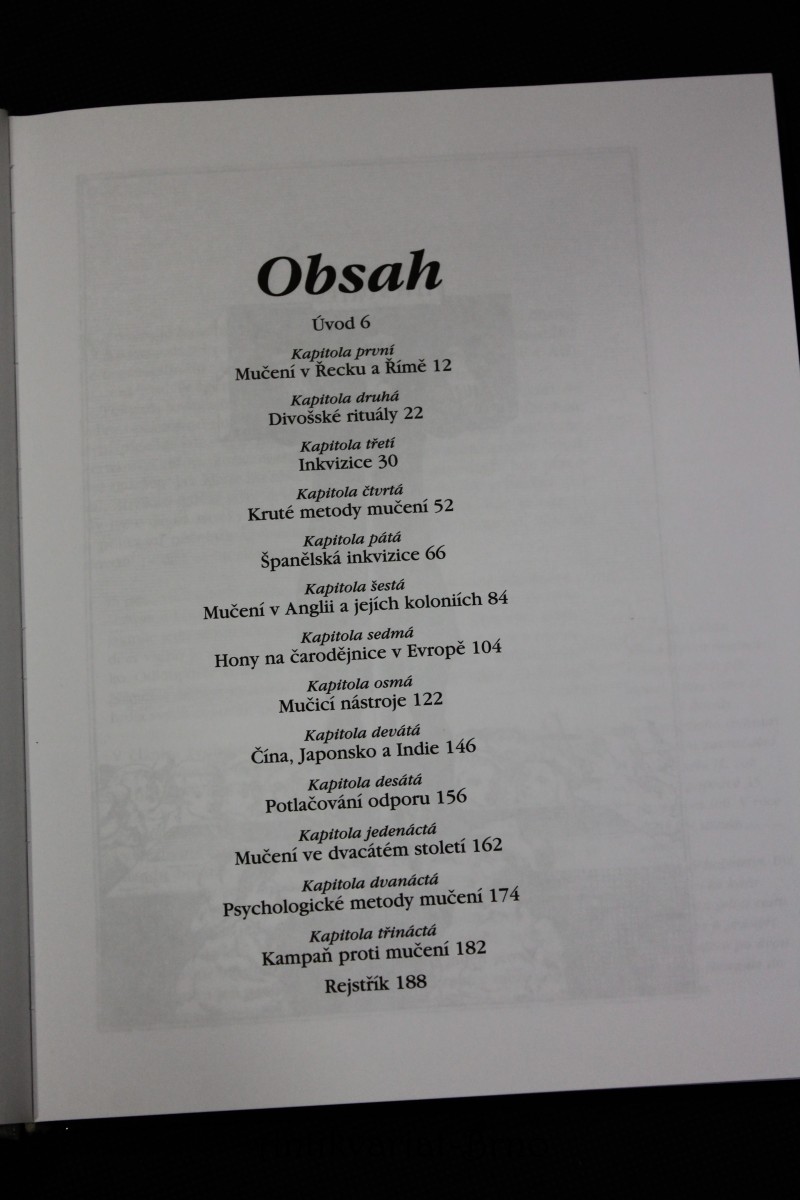 Obsah
Úvod 6
Kapitola první
Mučení v Řecku a Římě 12
Kapitola druhá
Divošské rituály 22
Kapitola třetí
Inkvizice 30
Kapitola čtvrtá
Kruté metody mučení 52
Kapitola pátá
Španělská inkvizice 66
Kapitola šestá
Mučení v Anglii a jejích koloniích 84
Kapitola sedmá
Hony na čarodějnice v Evropě 104
Kapitola osmá
Mučicí nástroje 122
Kapitola devátá
Čína, Japonsko a Indie 146
Kapitola desátá
Potlačování odporu 156
Kapitola jedenáctá
Mučení ve dvacátém století 162
Kapitola dvanáctá
Psychologické metody mučení 174
Kapitola třináctá
Kampaň proti mučení 182
Rejstřík 188